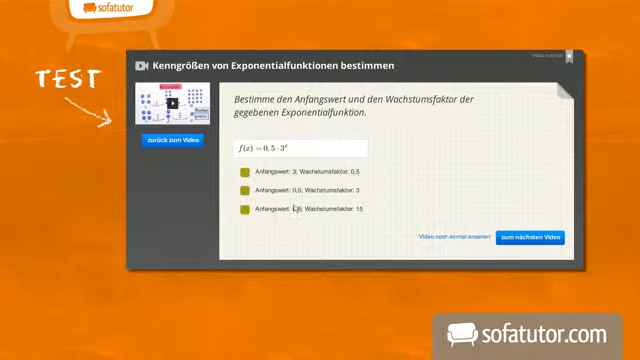 sofatutor
Kenngrößen von Exponentialfunktionen bestimmen
TEST
Bestimme den Anfangswert und den Wachstumsfaktor der
gegebenen Exponentialfunktion.
zurück zum Video
f(x) = 0,5 · 3ˣ
Anfangswert: 3; Wachstumsfaktor: 0,5
Anfangswert: 0,5; Wachstumsfaktor: 3
Anfangswert: Wachstumsfaktor: 15
Video noch einmal ansehen
zum nächsten Video
sofatutor.com